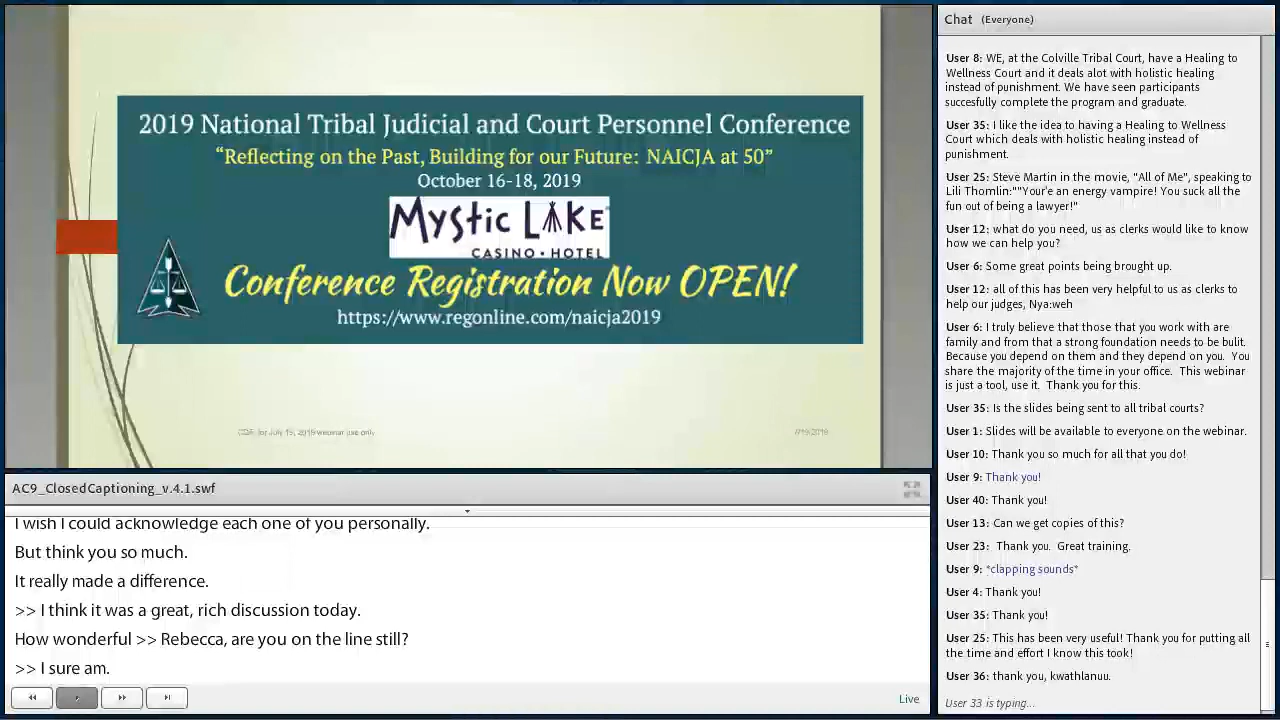 2019 National Tribal Judicial and Court Personnel Conference
“Reflecting on the Past, Building for our Future: NAICJA at 50”
October 16-18, 2019
Mystic Lake
CASINO • HOTEL
Conference Registration Now OPEN!
https://www.regonline.com/naicja2019
for July 19, 2019 webinar use only
7/19/2019
AC9_ClosedCaptioning_v.4.1.swf
I wish I could acknowledge each one of you personally.
But think you so much.
It really made a difference.
>> I think it was a great, rich discussion today.
How wonderful >> Rebecca, are you on the line still?
>> I sure am.
Live
Chat (Everyone)
User 8: WE, at the Colville Tribal Court, have a Healing to
Wellness Court and it deals alot with holistic healing
instead of punishment. We have seen participants
succesfully complete the program and graduate.
User 35: I like the idea to having a Healing to Wellness
Court which deals with holistic healing instead of
punishment.
User 25: Steve Martin in the movie, "All of Me", speaking to
Lili Thomlin:""Your'e an energy vampire! You suck all the
fun out of being a lawyer!"
User 12: what do you need, us as clerks would like to know
how we can help you?
User 6: Some great points being brought up.
User 12: all of this has been very helpful to us as clerks to
help our judges, Nya:weh
User 6: I truly believe that those that you work with are
family and from that a strong foundation needs to be bulit.
Because you depend on them and they depend on you. You
share the majority of the time in your office. This webinar
is just a tool, use it. Thank you for this.
User 35: Is the slides being sent to all tribal courts?
User 1: Slides will be available to everyone on the webinar.
User 10: Thank you so much for all that you do!
User 9: Thank you!
User 40: Thank you!
User 13: Can we get copies of this?
User 23: Thank you. Great training.
User 9: *clapping sounds*
User 4: Thank you!
User 35: Thank you!
User 25: This has been very useful! Thank you for putting all
the time and effort I know this took!
User 36: thank you, kwathlanuu.
User 33 is typing...